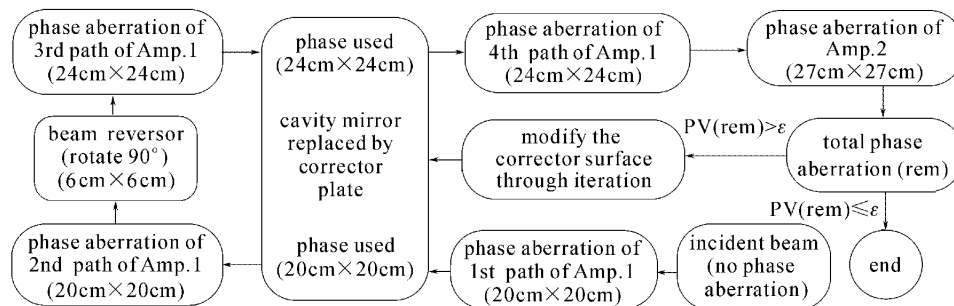 phase aberration of
3rd path of Amp.1
(24cm×24cm)
phase used
(24cm×24cm)
phase aberration of
4th path of Amp.1
(24cm×24cm)
phase aberration of
Amp.2
(27cm×27cm)
beam reversor
(rotate 90°)
(6cm×6cm)
cavity mirror
replaced by
corrector
plate
modify the
corrector surface
through iteration
PV(rem)>ε
total phase
aberration (rem)
PV(rem)≤ε
phase aberration of
2nd path of Amp.1
(20cm×20cm)
phase used
(20cm×20cm)
phase aberration of
1st path of Amp.1
(20cm×20cm)
incident beam
(no phase
aberration)
end